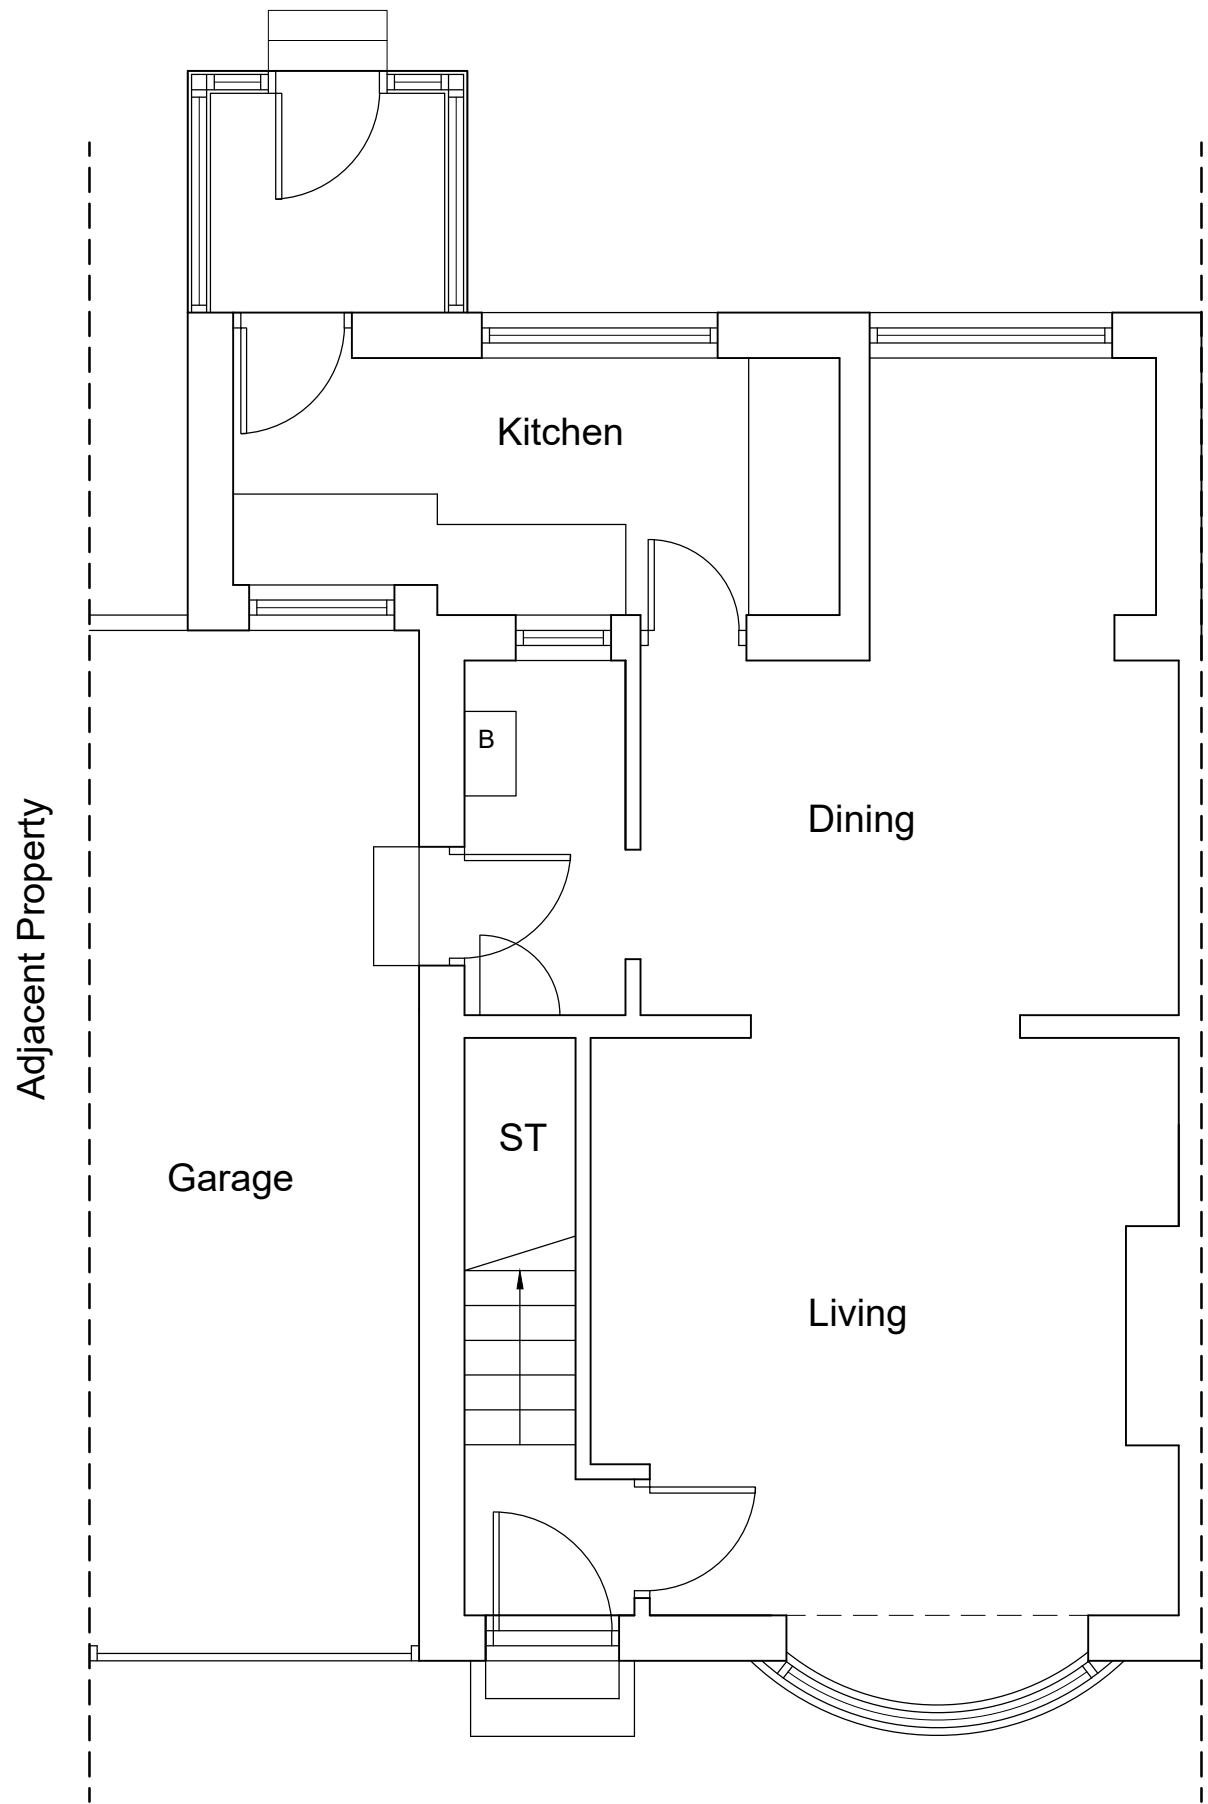 Kitchen
B
Dining
Adjacent Property
ST
Garage
Living